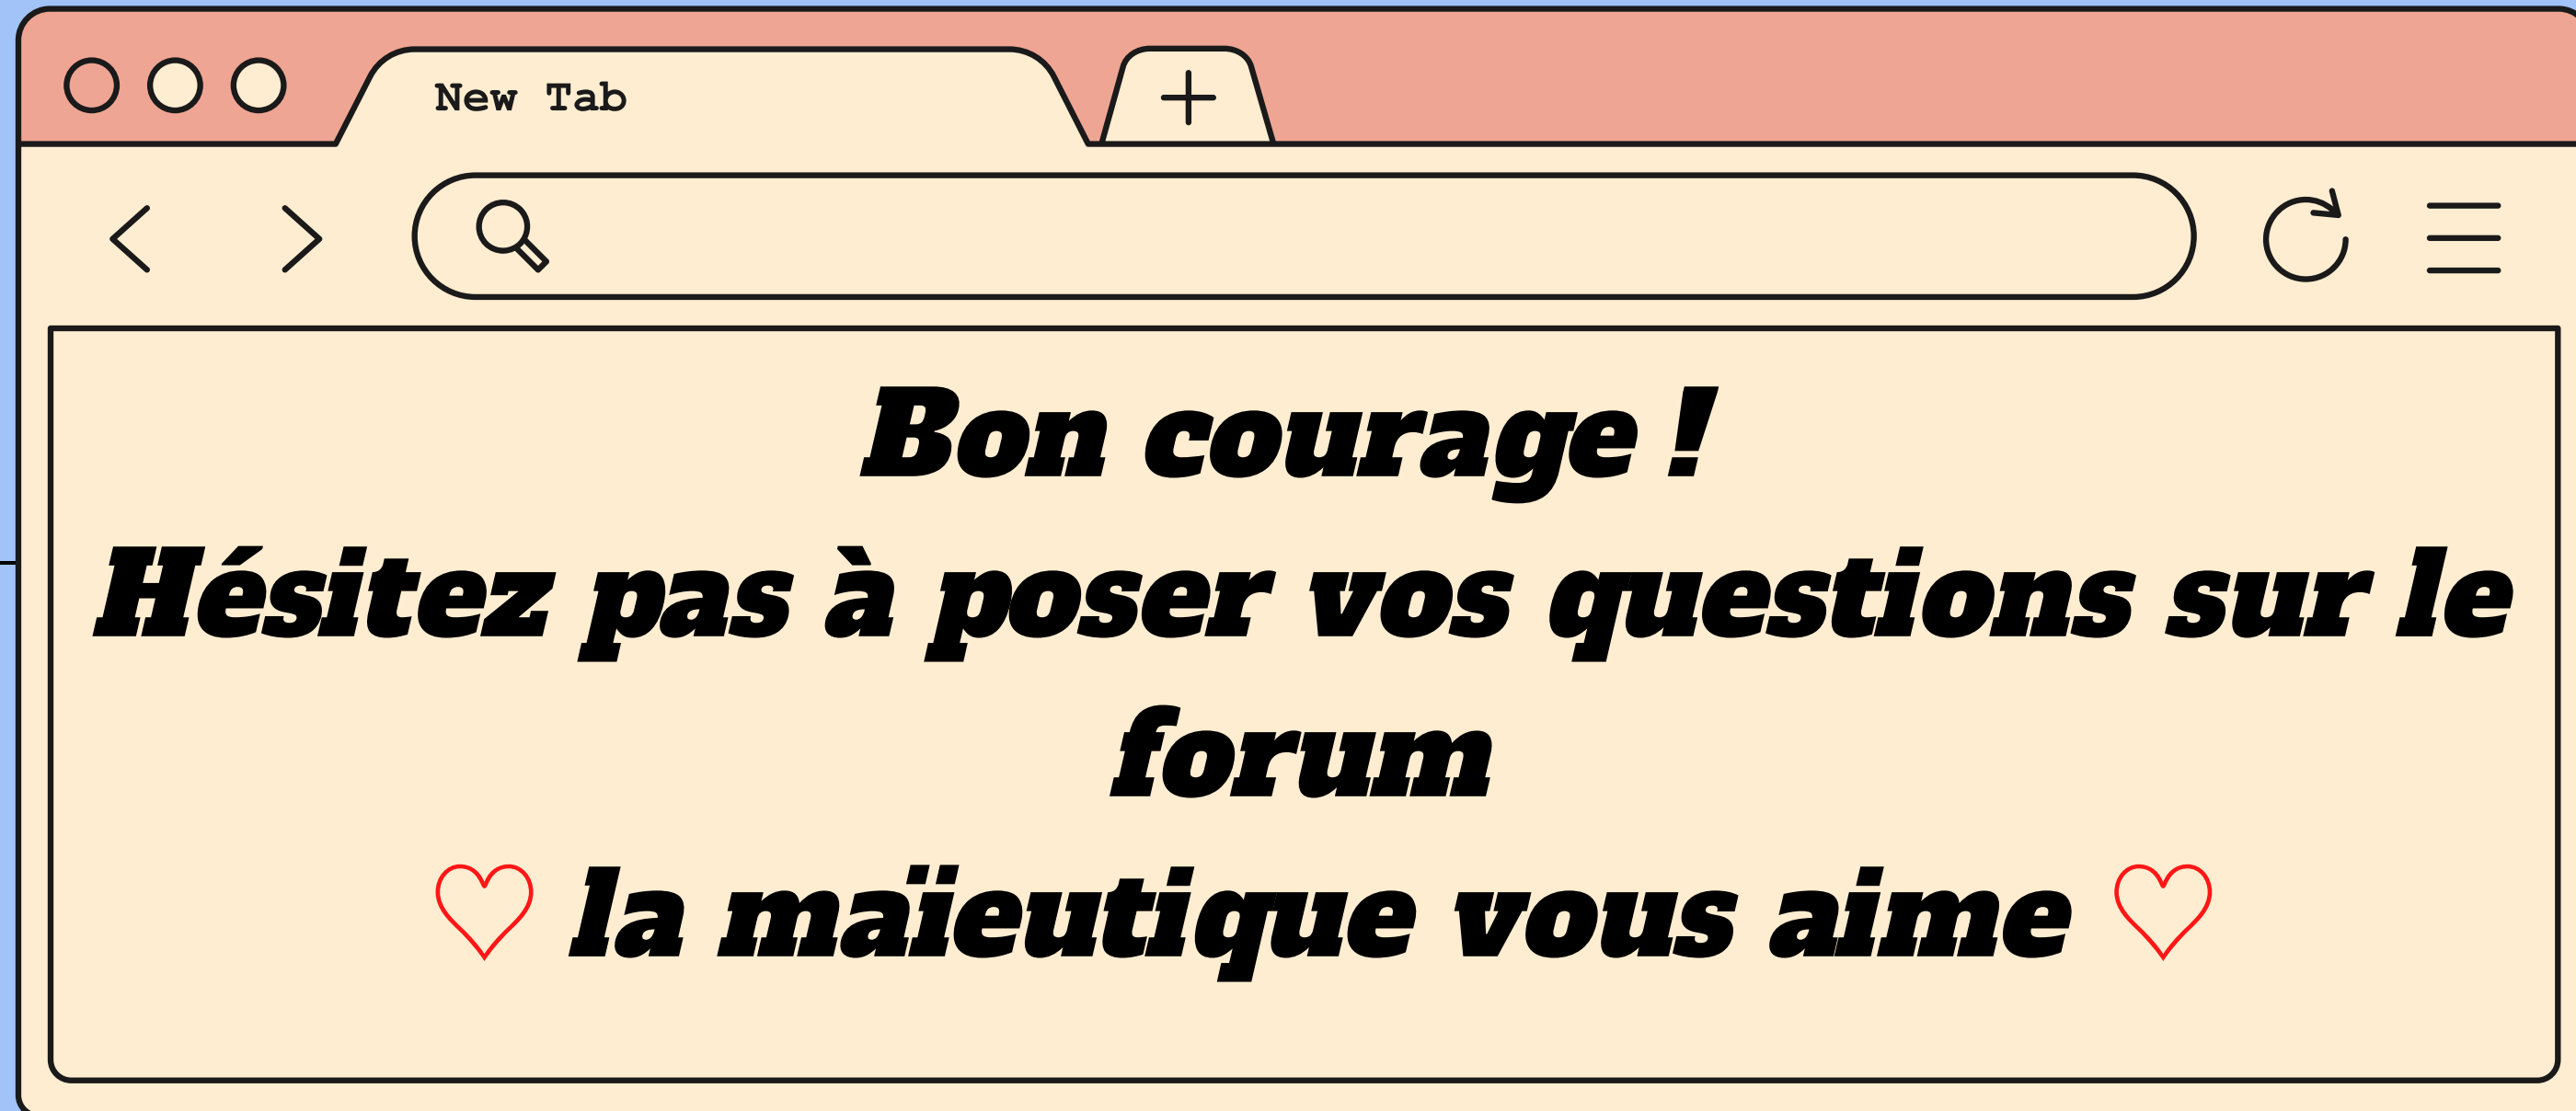 New Tab
Bon courage !
Hésitez pas à poser vos questions sur le
forum
♡ la maïeutique vous aime ♡